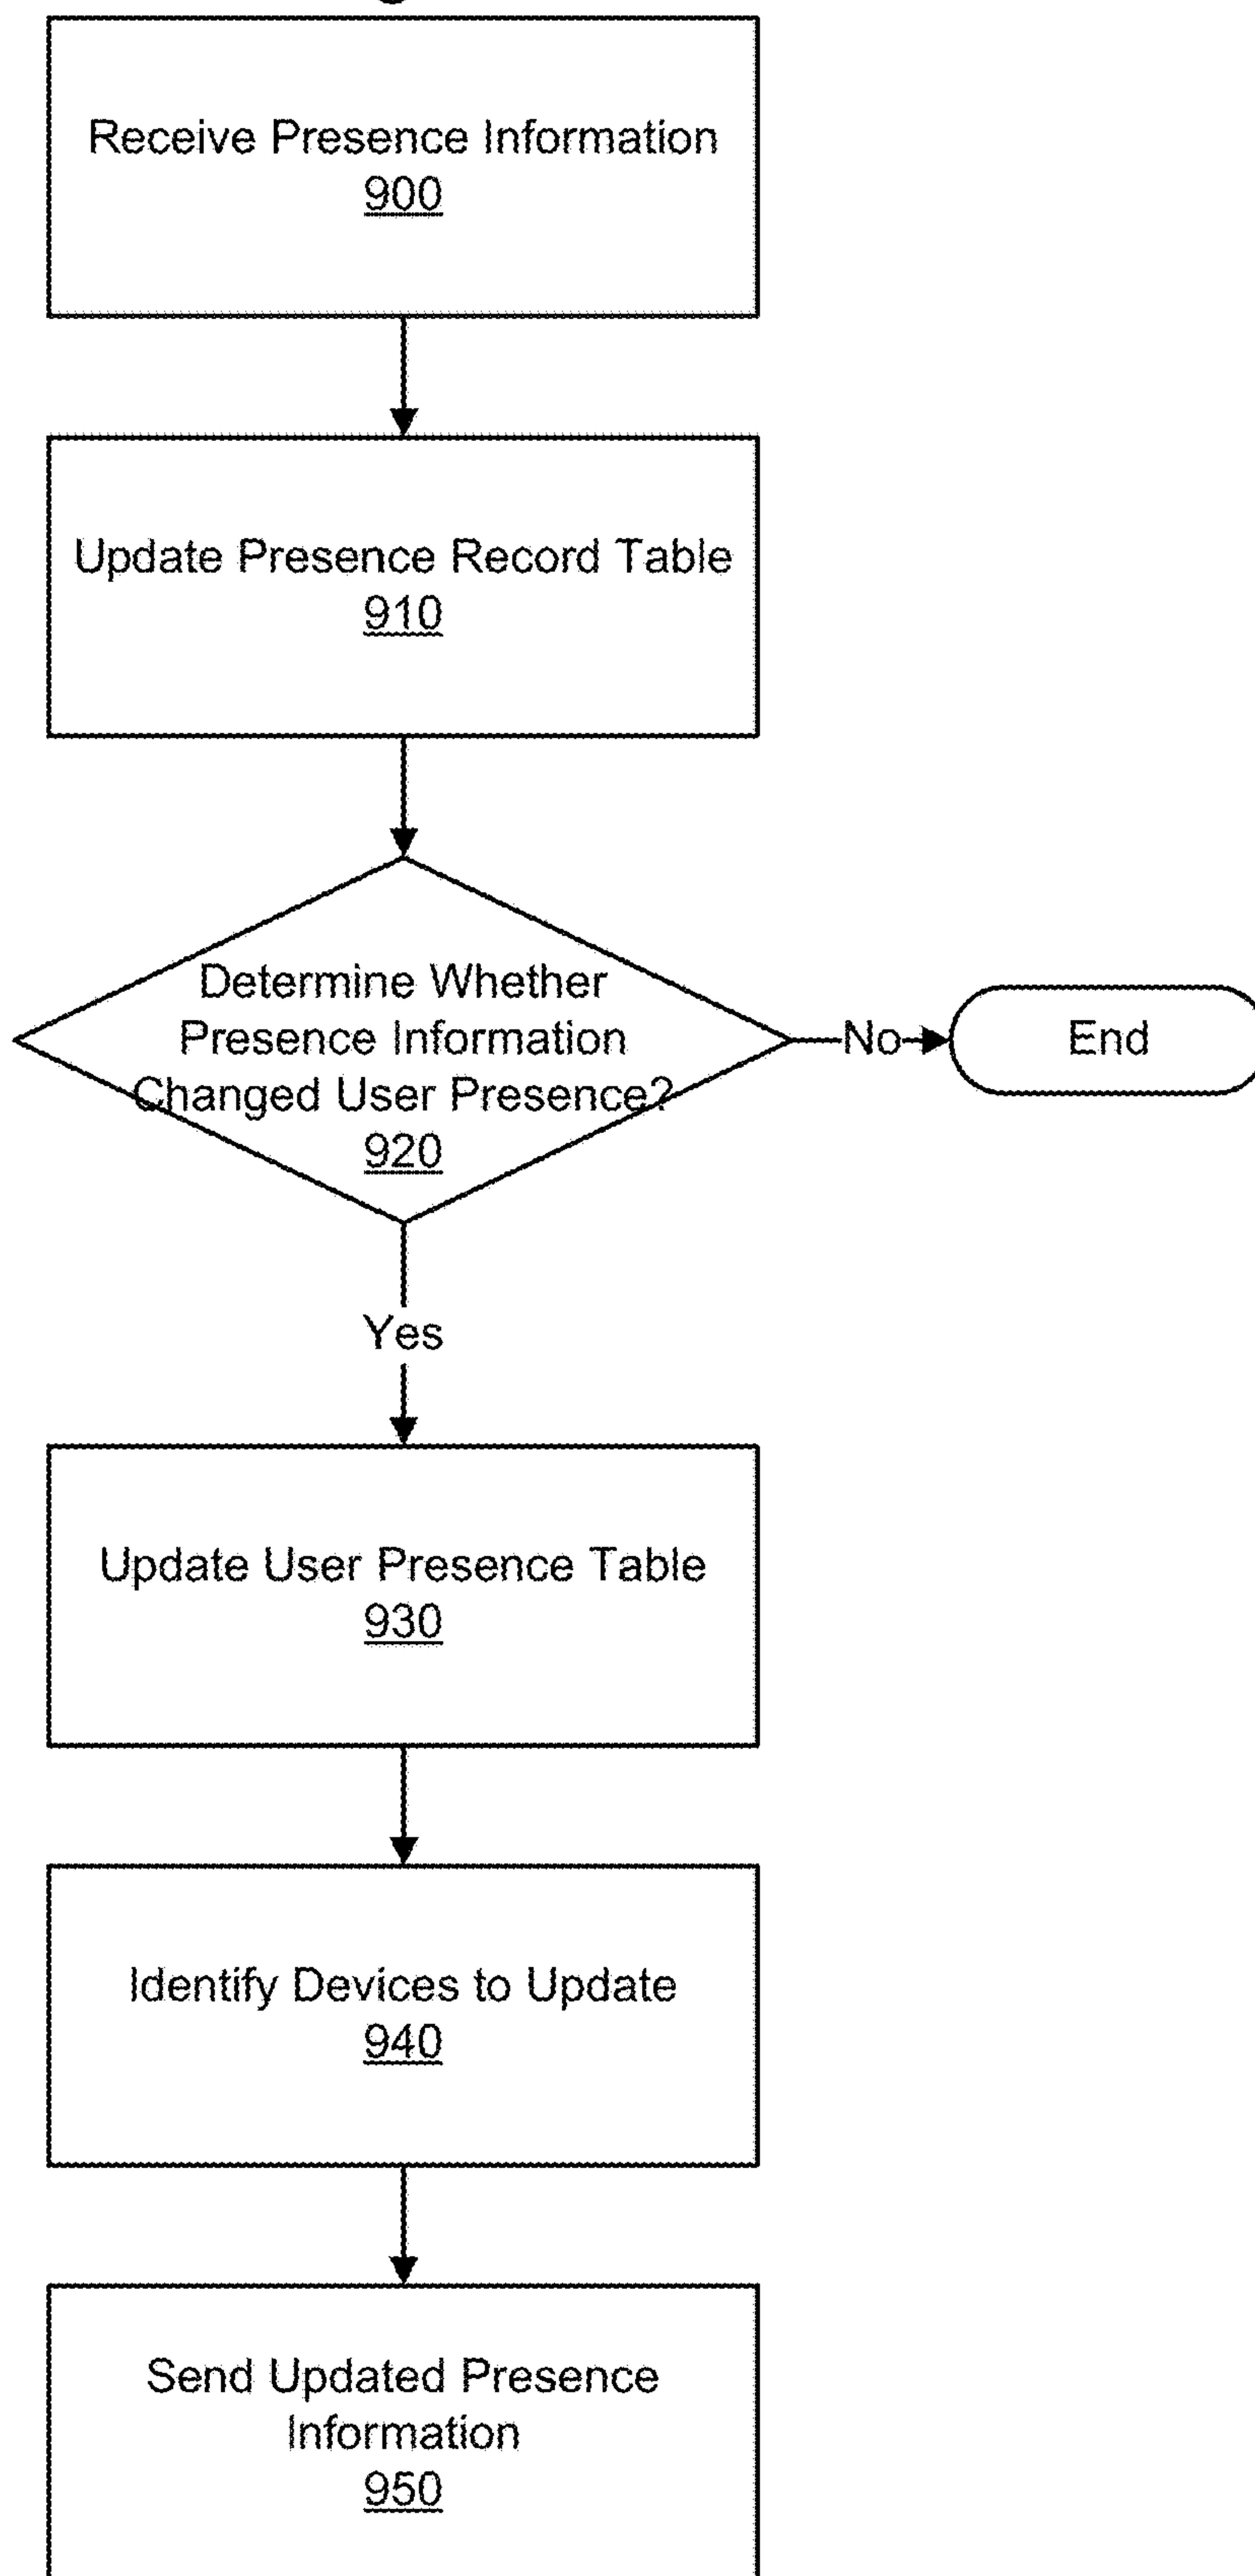 Receive Presence Information
900
Update Presence Record Table
910
Determine Whether
Presence Information
Changed User Presence?
920
No
End
Yes
Update User Presence Table
930
Identify Devices to Update
940
Send Updated Presence
Information
950